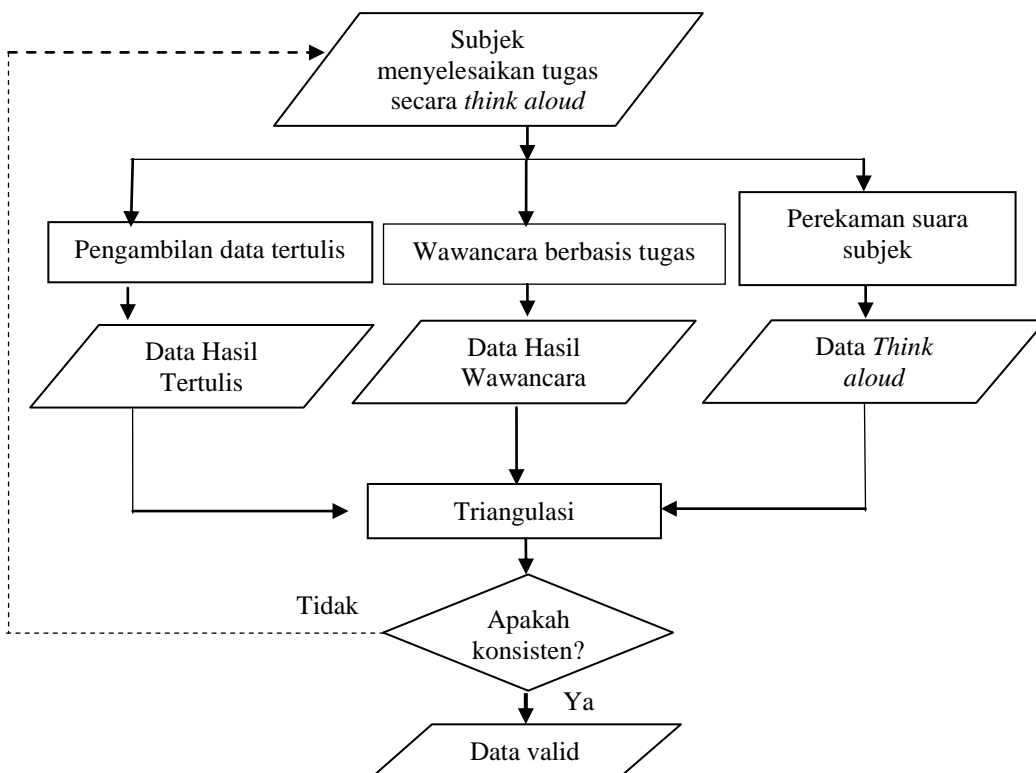 Subjek
menyelesaikan tugas
secara think aloud
Pengambilan data tertulis
Wawancara berbasis tugas
Perekaman suara
subjek
Data Hasil
Tertulis
Data Hasil
Wawancara
Data Think
aloud
Triangulasi
Tidak
Apakah
konsisten?
Ya
Data valid